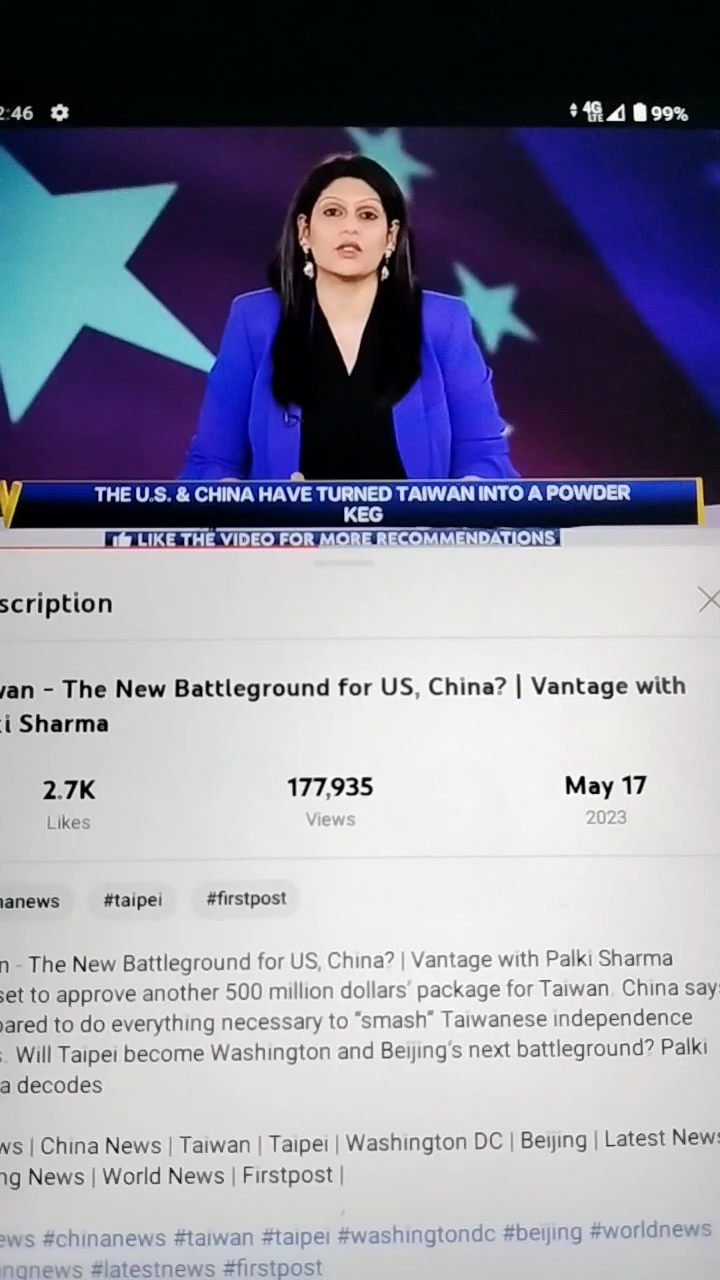 2:46 4G LTE 99%
THE U.S. & CHINA HAVE TURNED TAIWAN INTO A POWDER
KEG
LIKE THE VIDEO FOR MORE RECOMMENDATIONS
scription
van - The New Battleground for US, China? | Vantage with
i Sharma
2.7K 177,935 May 17
Likes Views 2023
nanews #taipei #firstpost
n - The New Battleground for US, China? | Vantage with Palki Sharma
set to approve another 500 million dollars' package for Taiwan. China say
pared to do everything necessary to "smash" Taiwanese independence
s. Will Taipei become Washington and Beijing's next battleground? Palki
a decodes
ws | China News | Taiwan | Taipei | Washington DC | Beijing | Latest News
ng News | World News | Firstpost |
ews #chinanews #taiwan #taipei #washingtondc #beijing #worldnews
ingnews #latestnews #firstpost